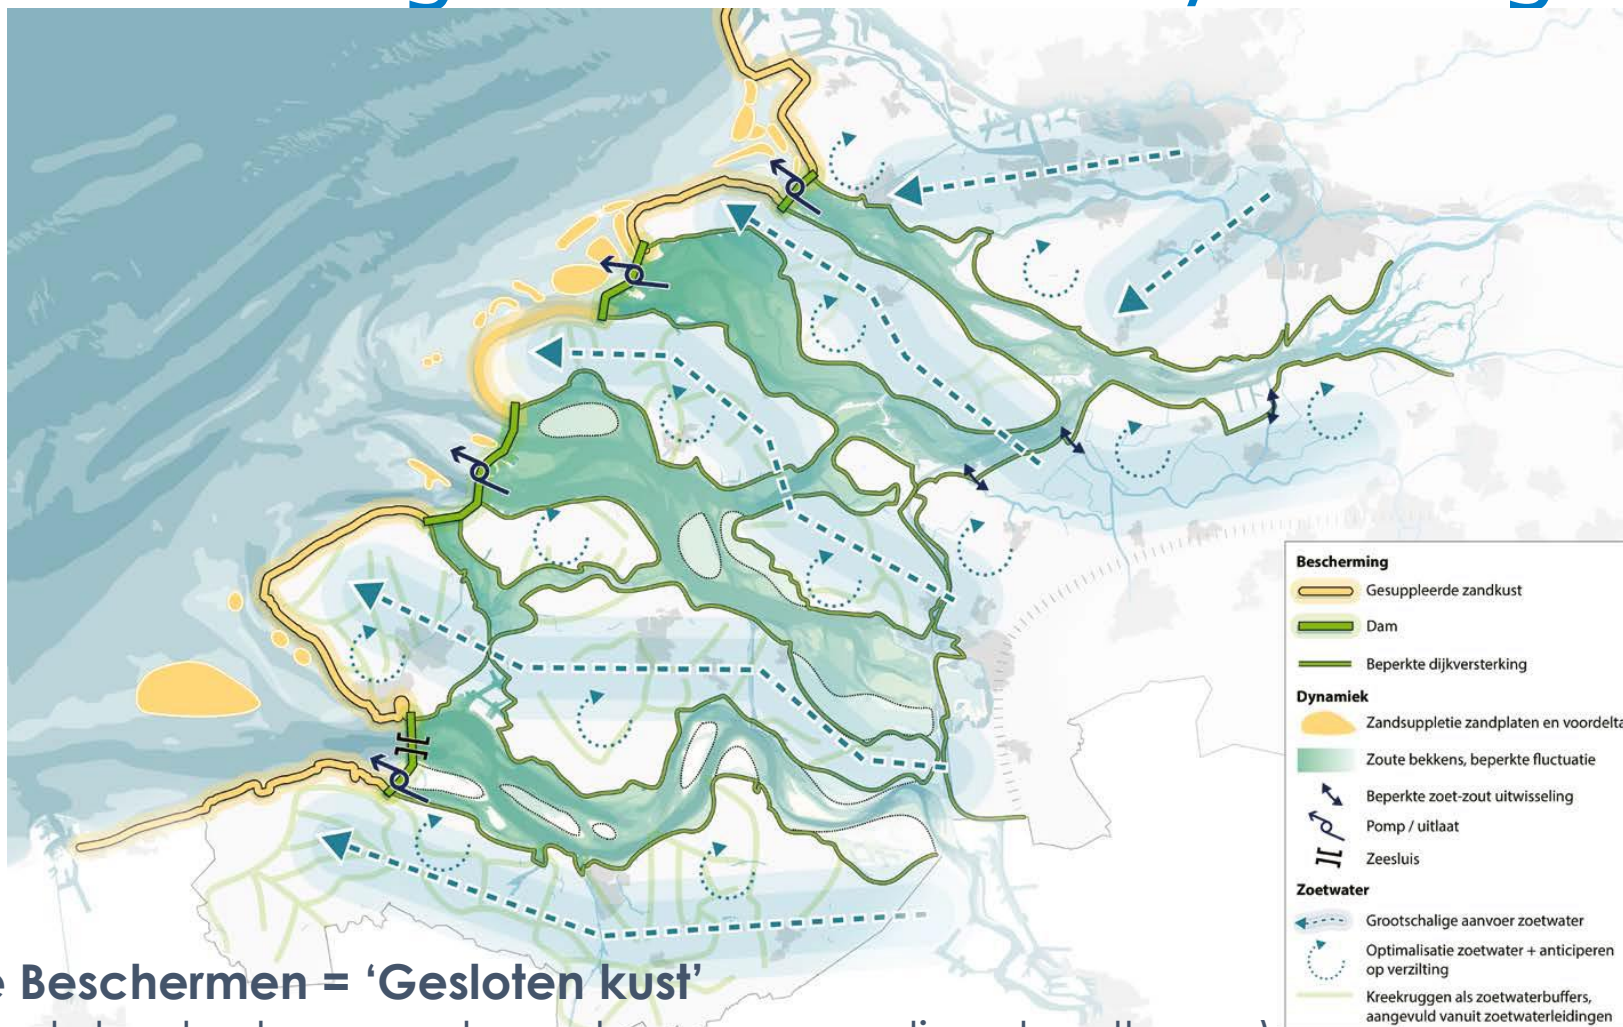 Bescherming
Gesuppleerde zandkust
Dam
Beperkte dijkversterking
Dynamiek
Zandsuppletie zandplaten en voordelta
Zoute bekkens, beperkte fluctuatie
Beperkte zoet-zout uitwisseling
Pomp / uitlaat
Zeesluis
Zoetwater
Grootschalige aanvoer zoetwater
Optimalisatie zoetwater + anticiperen
op verzilting
Kreekruggen als zoetwaterbuffers,
aangevuld vanuit zoetwaterleidingen
e Beschermen = ‘Gesloten kust’